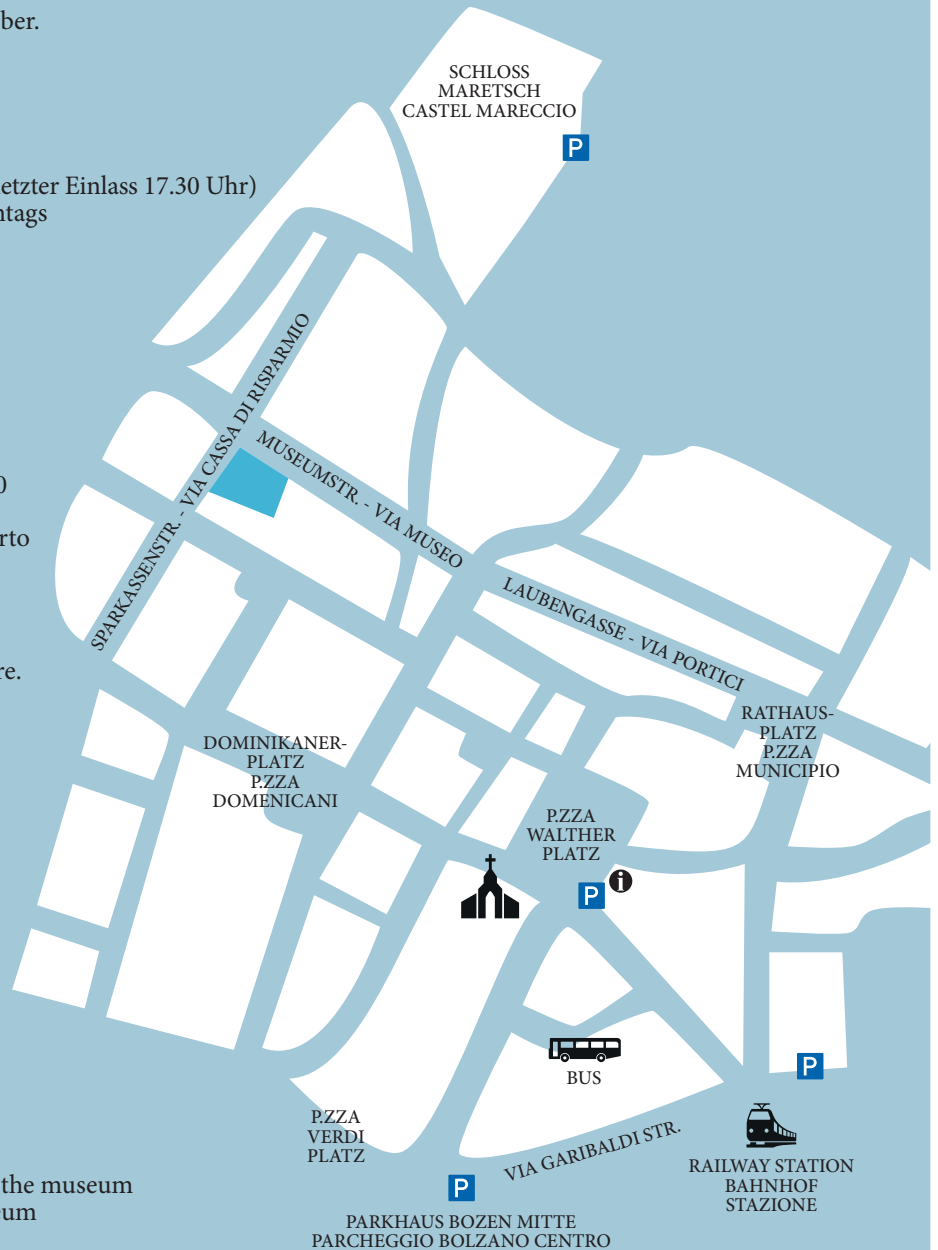 ber.
SCHLOSS
MARETSCH
CASTEL MARECCIO
P
etzter Einlass 17.30 Uhr)
ntags
SPARKASSENSTR. - VIA CASSA DI RISPARMIO
MUSEUMSTR. - VIA MUSEO
0
rto
LAUBENGASSE - VIA PORTICI
re.
RATHAUS-
PLATZ
P.ZZA
MUNICIPIO
DOMINIKANER-
PLATZ
P.ZZA
DOMENICANI
P.ZZA
WALTHER
PLATZ
P
i
BUS
P
P.ZZA
VERDI
PLATZ
VIA GARIBALDI STR.
RAILWAY STATION
BAHNHOF
STAZIONE
the museum
eum
P
PARKHAUS BOZEN MITTE
PARCHEGGIO BOLZANO CENTRO